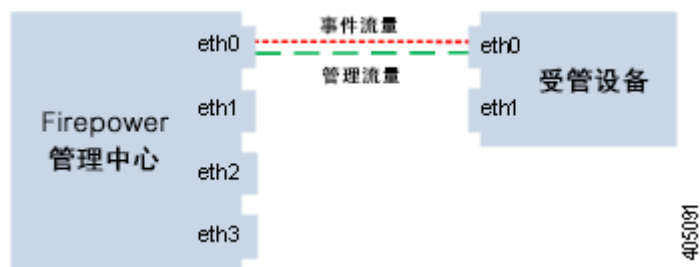 事件流量
管理流量
eth0
eth1
eth2
eth3
Firepower
管理中心
eth0
eth1
受管设备
405091